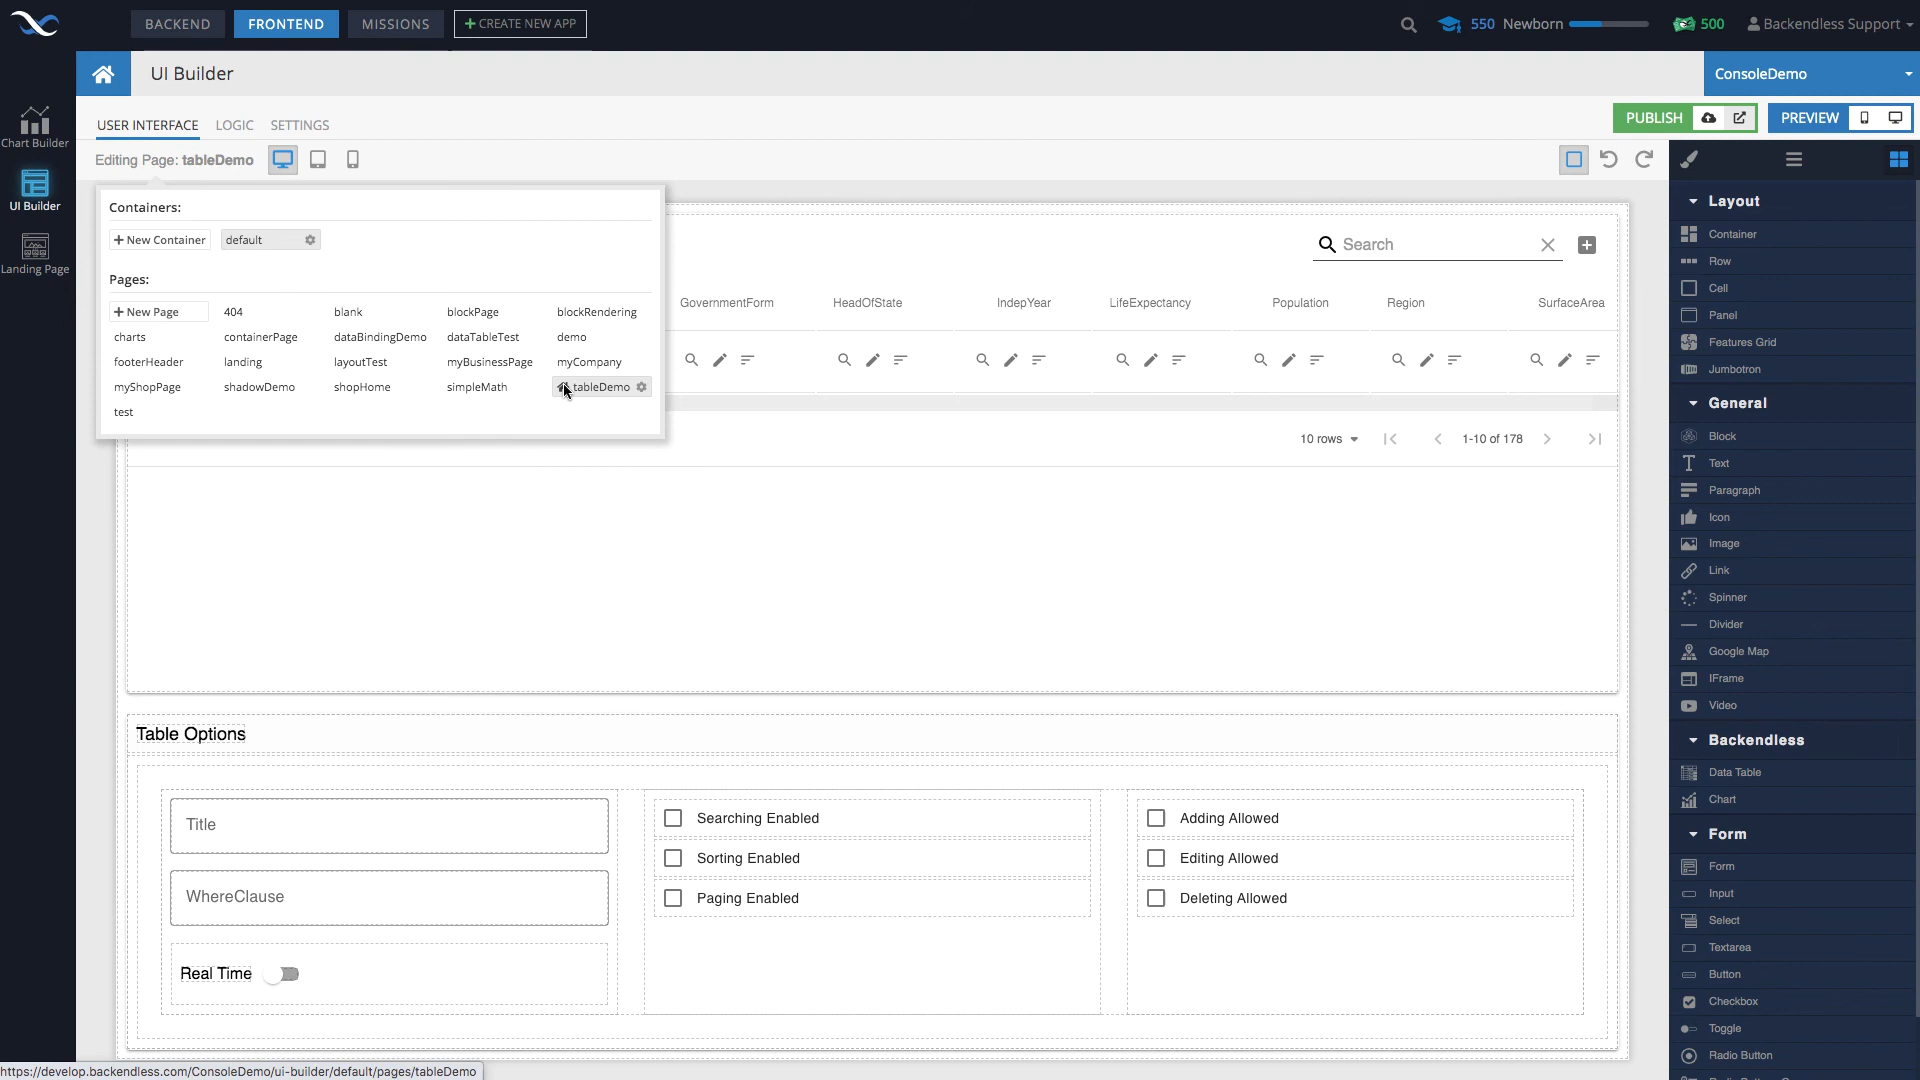 BACKEND FRONTEND MISSIONS + CREATE NEW APP 550 Newborn 500 Backendless Support
UI Builder ConsoleDemo
USER INTERFACE LOGIC SETTINGS PUBLISH PREVIEW
Editing Page: tableDemo
Chart Builder
UI Builder
Landing Page
Containers:
+ New Container default
Pages:
+ New Page 404 blank blockPage blockRendering
charts containerPage dataBindingDemo dataTableTest demo
footerHeader landing layoutTest myBusinessPage myCompany
myShopPage shadowDemo shopHome simpleMath tableDemo
test
Search
GovernmentForm HeadOfState IndepYear LifeExpectancy Population Region SurfaceArea
10 rows 1-10 of 178
Table Options
Title
WhereClause
Real Time
Searching Enabled
Sorting Enabled
Paging Enabled
Adding Allowed
Editing Allowed
Deleting Allowed
Layout
Container
Row
Cell
Panel
Features Grid
Jumbotron
General
Block
Text
Paragraph
Icon
Image
Link
Spinner
Divider
Google Map
IFrame
Video
Backendless
Data Table
Chart
Form
Form
Input
Select
Textarea
Button
Checkbox
Toggle
Radio Button
https://develop.backendless.com/ConsoleDemo/ui-builder/default/pages/tableDemo